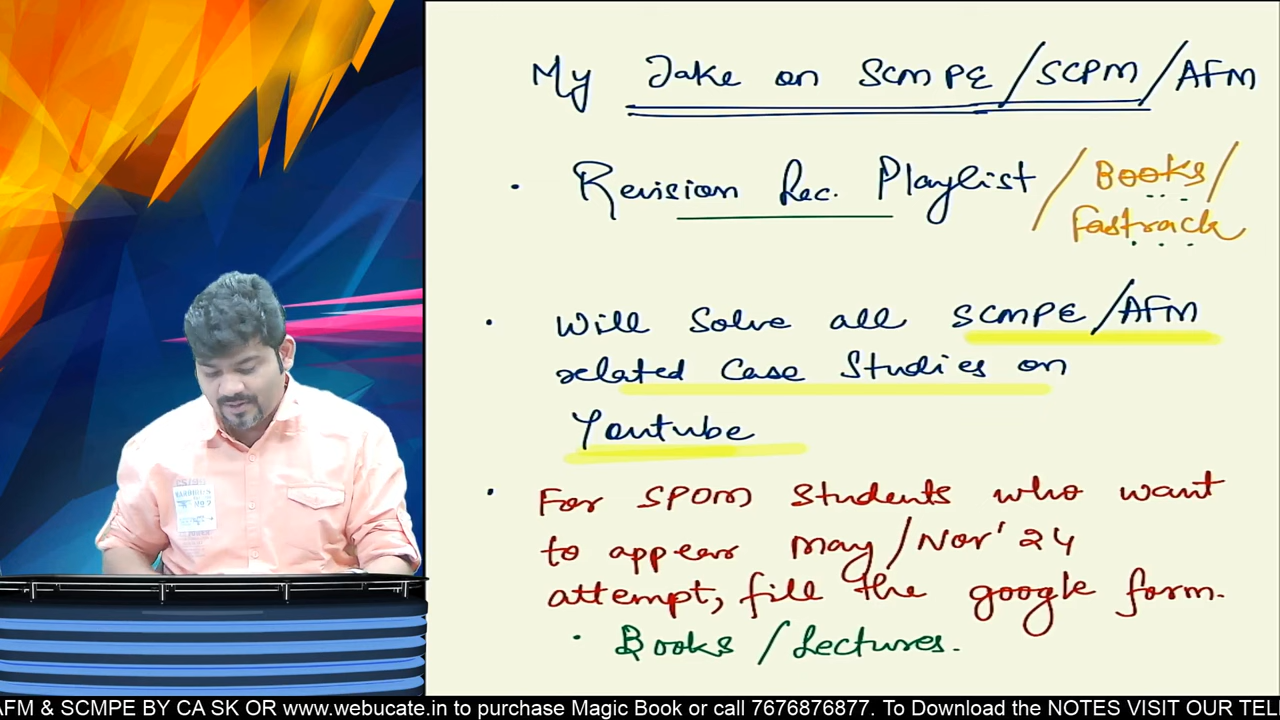 My Take on SCMPE/SCPM/AFM
• Revision Rec. Playlist / Books/
Fastrack
• Will Solve all SCMPE/AFM
related Case Studies on
Youtube
• For SPOM Students who want
to appear May/Nov'24
attempt, fill the google form.
• Books/Lectures.
AFM & SCMPE BY CA SK OR www.webucate.in to purchase Magic Book or call 7676876877. To Download the NOTES VISIT OUR TEL